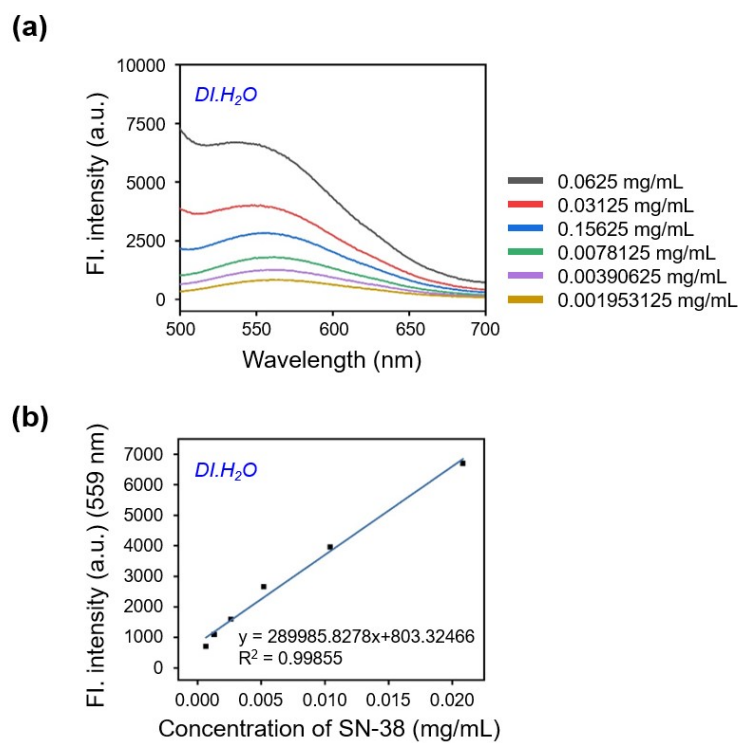 (a)
10000
7500
5000
2500
0
Fl. intensity (a.u.)
DI.H₂O
500 550 600 650 700
Wavelength (nm)
0.0625 mg/mL
0.03125 mg/mL
0.15625 mg/mL
0.0078125 mg/mL
0.00390625 mg/mL
0.001953125 mg/mL
(b)
7000
6000
5000
4000
3000
2000
1000
0
Fl. intensity (a.u.) (559 nm)
DI.H₂O
y = 289985.8278x+803.32466
R² = 0.99855
0.000 0.005 0.010 0.015 0.020
Concentration of SN-38 (mg/mL)